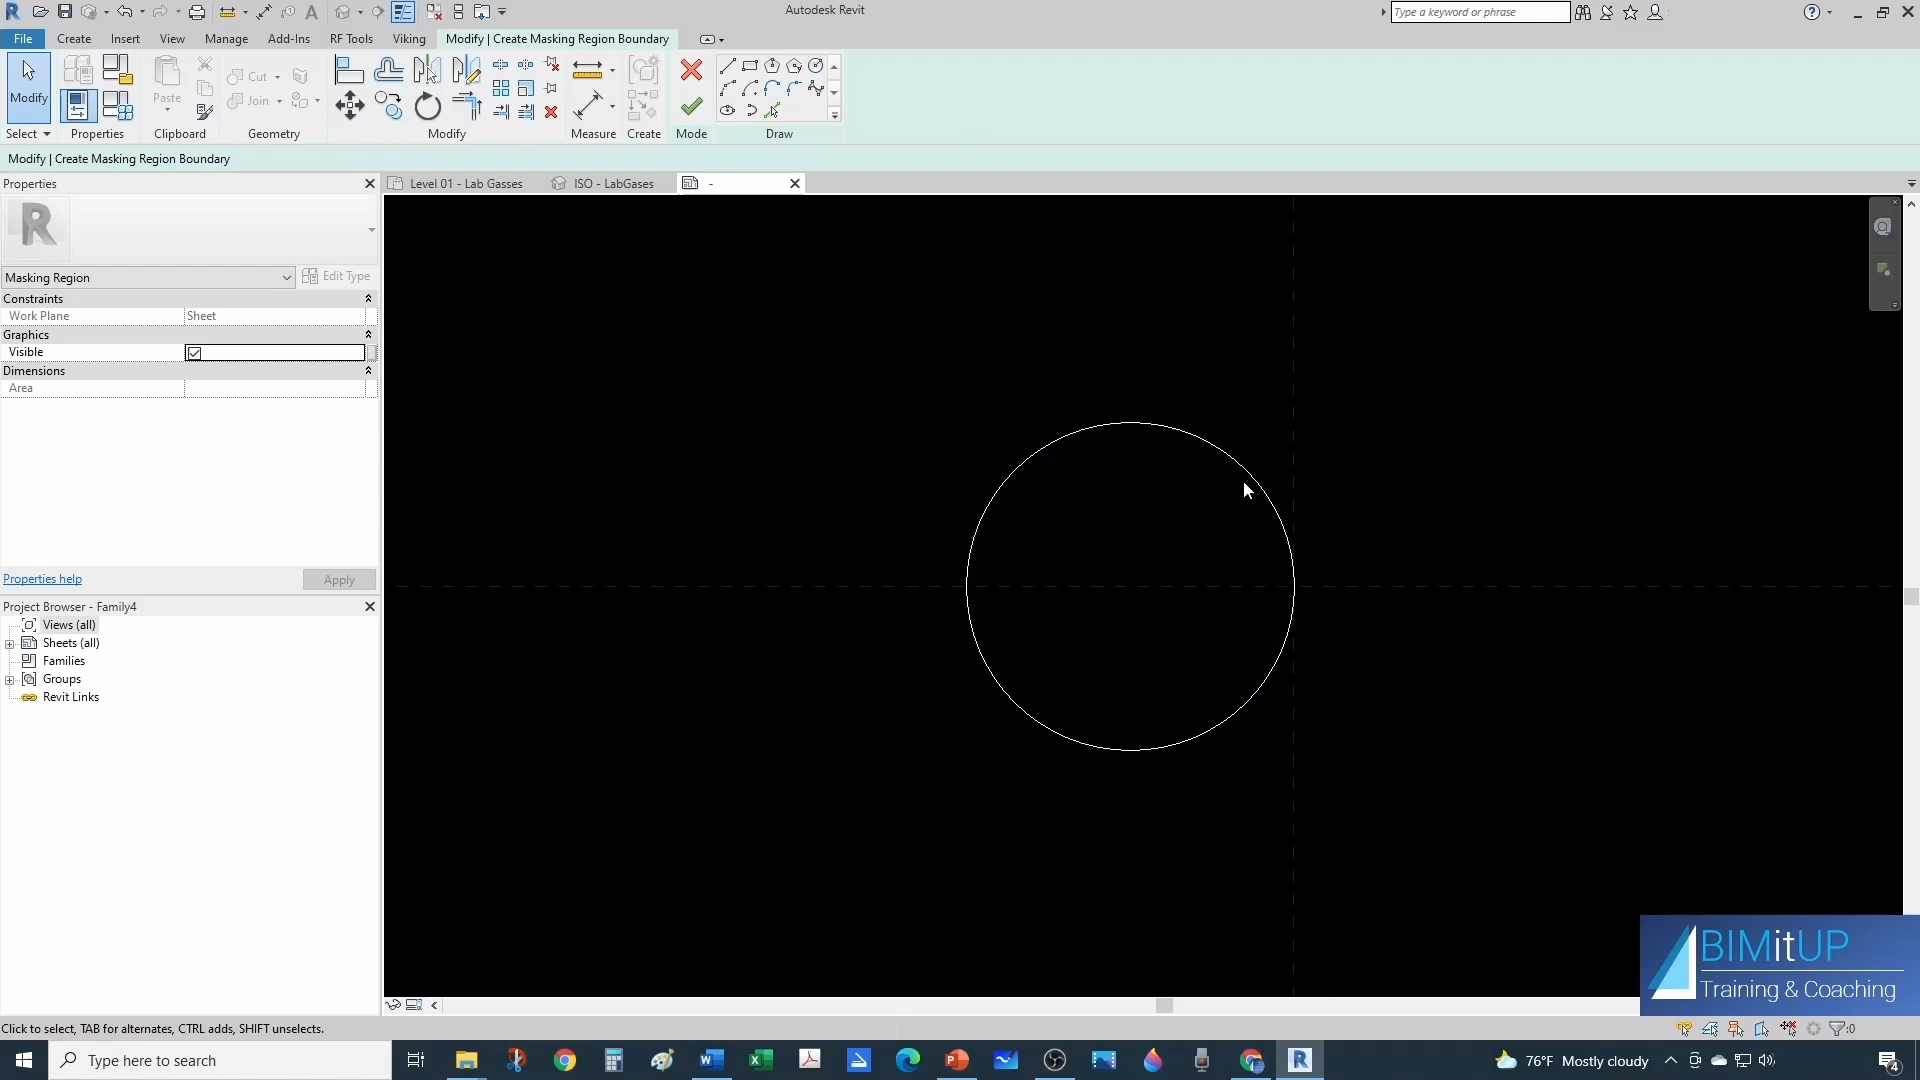 Autodesk Revit
Type a keyword or phrase
File Create Insert View Manage Add-Ins RF Tools Viking Modify | Create Masking Region Boundary
Modify
Paste
Cut
Join
Select Properties Clipboard Geometry Modify Measure Create Mode Draw
Modify | Create Masking Region Boundary
Properties
Level 01 - Lab Gasses
ISO - LabGases
-
Masking Region
Edit Type
Constraints
Work Plane Sheet
Graphics
Visible
Dimensions
Area
Properties help
Apply
Project Browser - Family4
Views (all)
Sheets (all)
Families
Groups
Revit Links
BIMitUP
Training & Coaching
Click to select, TAB for alternates, CTRL adds, SHIFT unselects.
:0
Type here to search
76°F Mostly cloudy
4